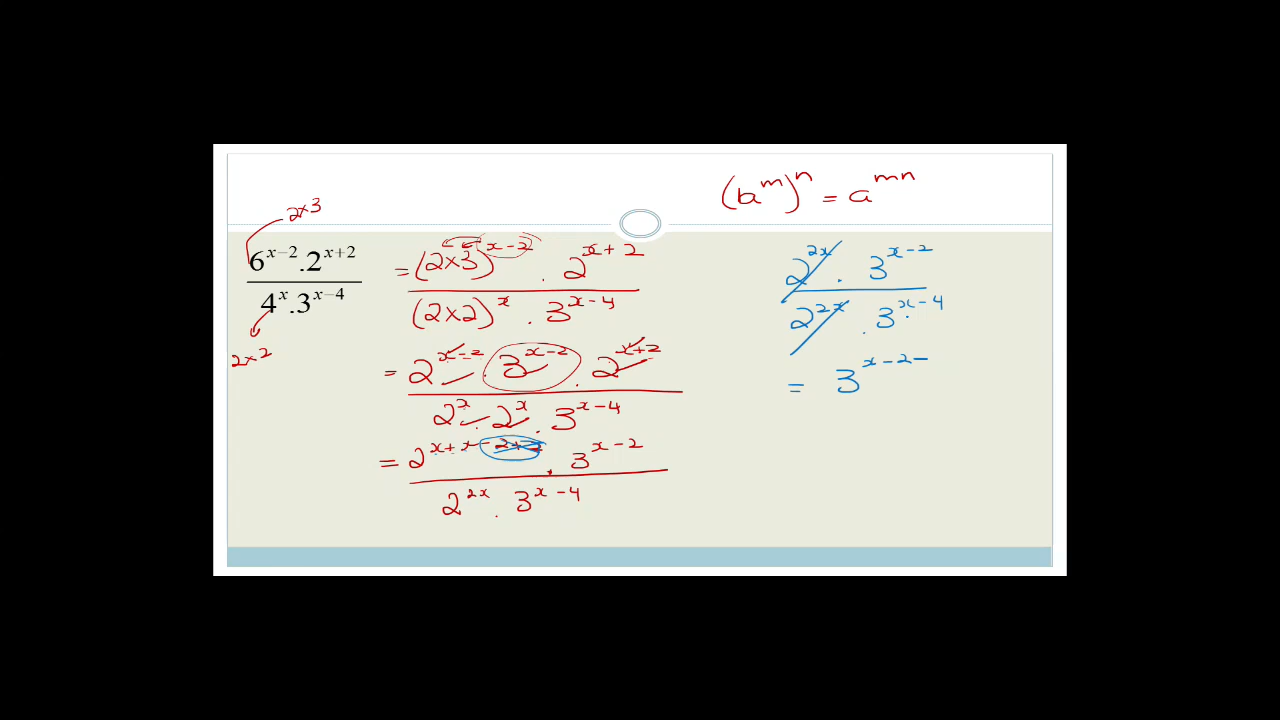 (a^m)^n = a^{mn}
2×3
6^{x−2} . 2^{x+2}
4^x . 3^{x−4}
2×2
= (2×3)^{(x−2)} . 2^{x+2}
(2×2)^x . 3^{x−4}
= 2^{x−2} . 3^{x−2} . 2^{x+2}
2^x . 2^x . 3^{x−4}
= 2^{x+x−2+2} . 3^{x−2}
2^{2x} . 3^{x−4}
2^{2x} . 3^{x−2}
2^{2x} . 3^{x−4}
= 3^{x−2−